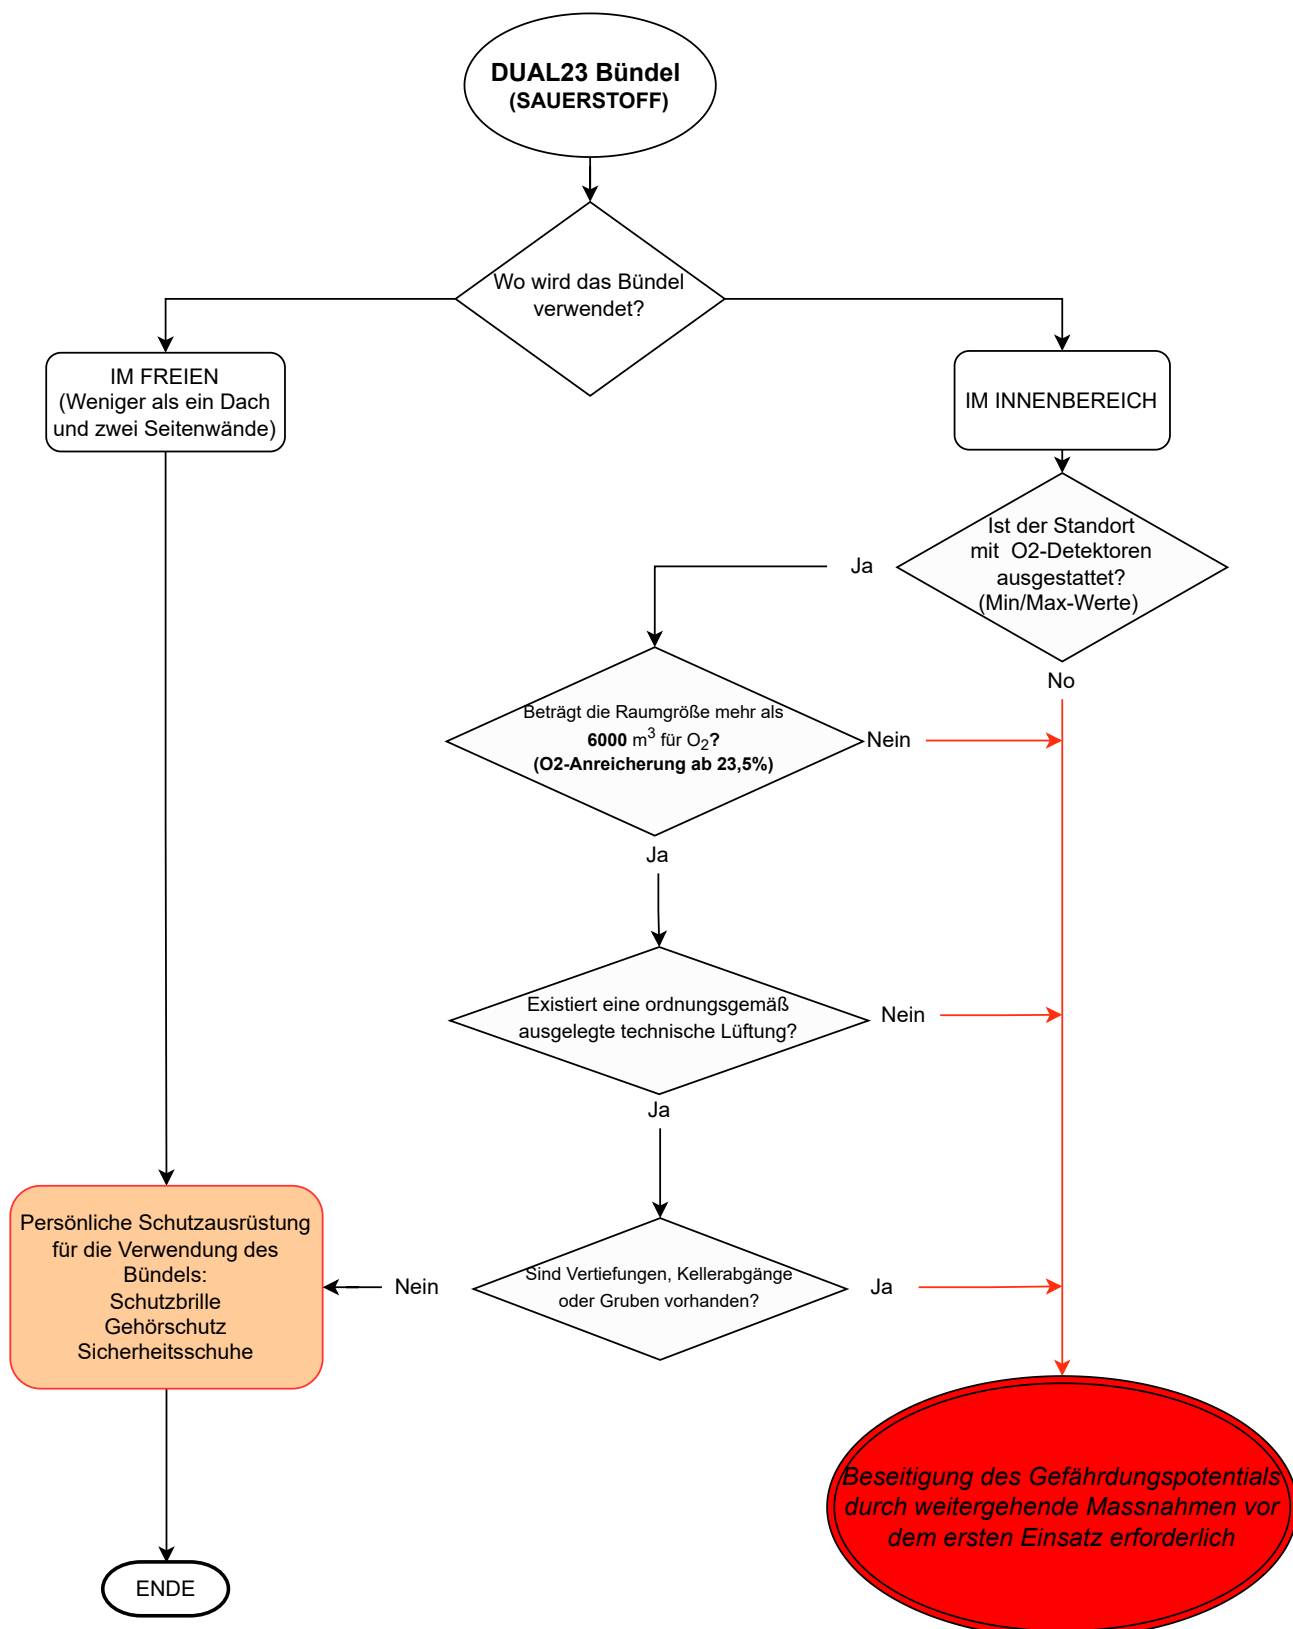 DUAL23 Bündel
(SAUERSTOFF)
Wo wird das Bündel
verwendet?
IM FREIEN
(Weniger als ein Dach
und zwei Seitenwände)
IM INNENBEREICH
Ist der Standort
mit O2-Detektoren
ausgestattet?
(Min/Max-Werte)
Ja
No
Beträgt die Raumgröße mehr als
6000 m³ für O₂?
(O2-Anreicherung ab 23,5%)
Nein
Ja
Existiert eine ordnungsgemäß
ausgelegte technische Lüftung?
Nein
Ja
Sind Vertiefungen, Kellerabgänge
oder Gruben vorhanden?
Nein
Ja
Persönliche Schutzausrüstung
für die Verwendung des
Bündels:
Schutzbrille
Gehörschutz
Sicherheitsschuhe
Beseitigung des Gefährdungspotentials
durch weitergehende Massnahmen vor
dem ersten Einsatz erforderlich
ENDE